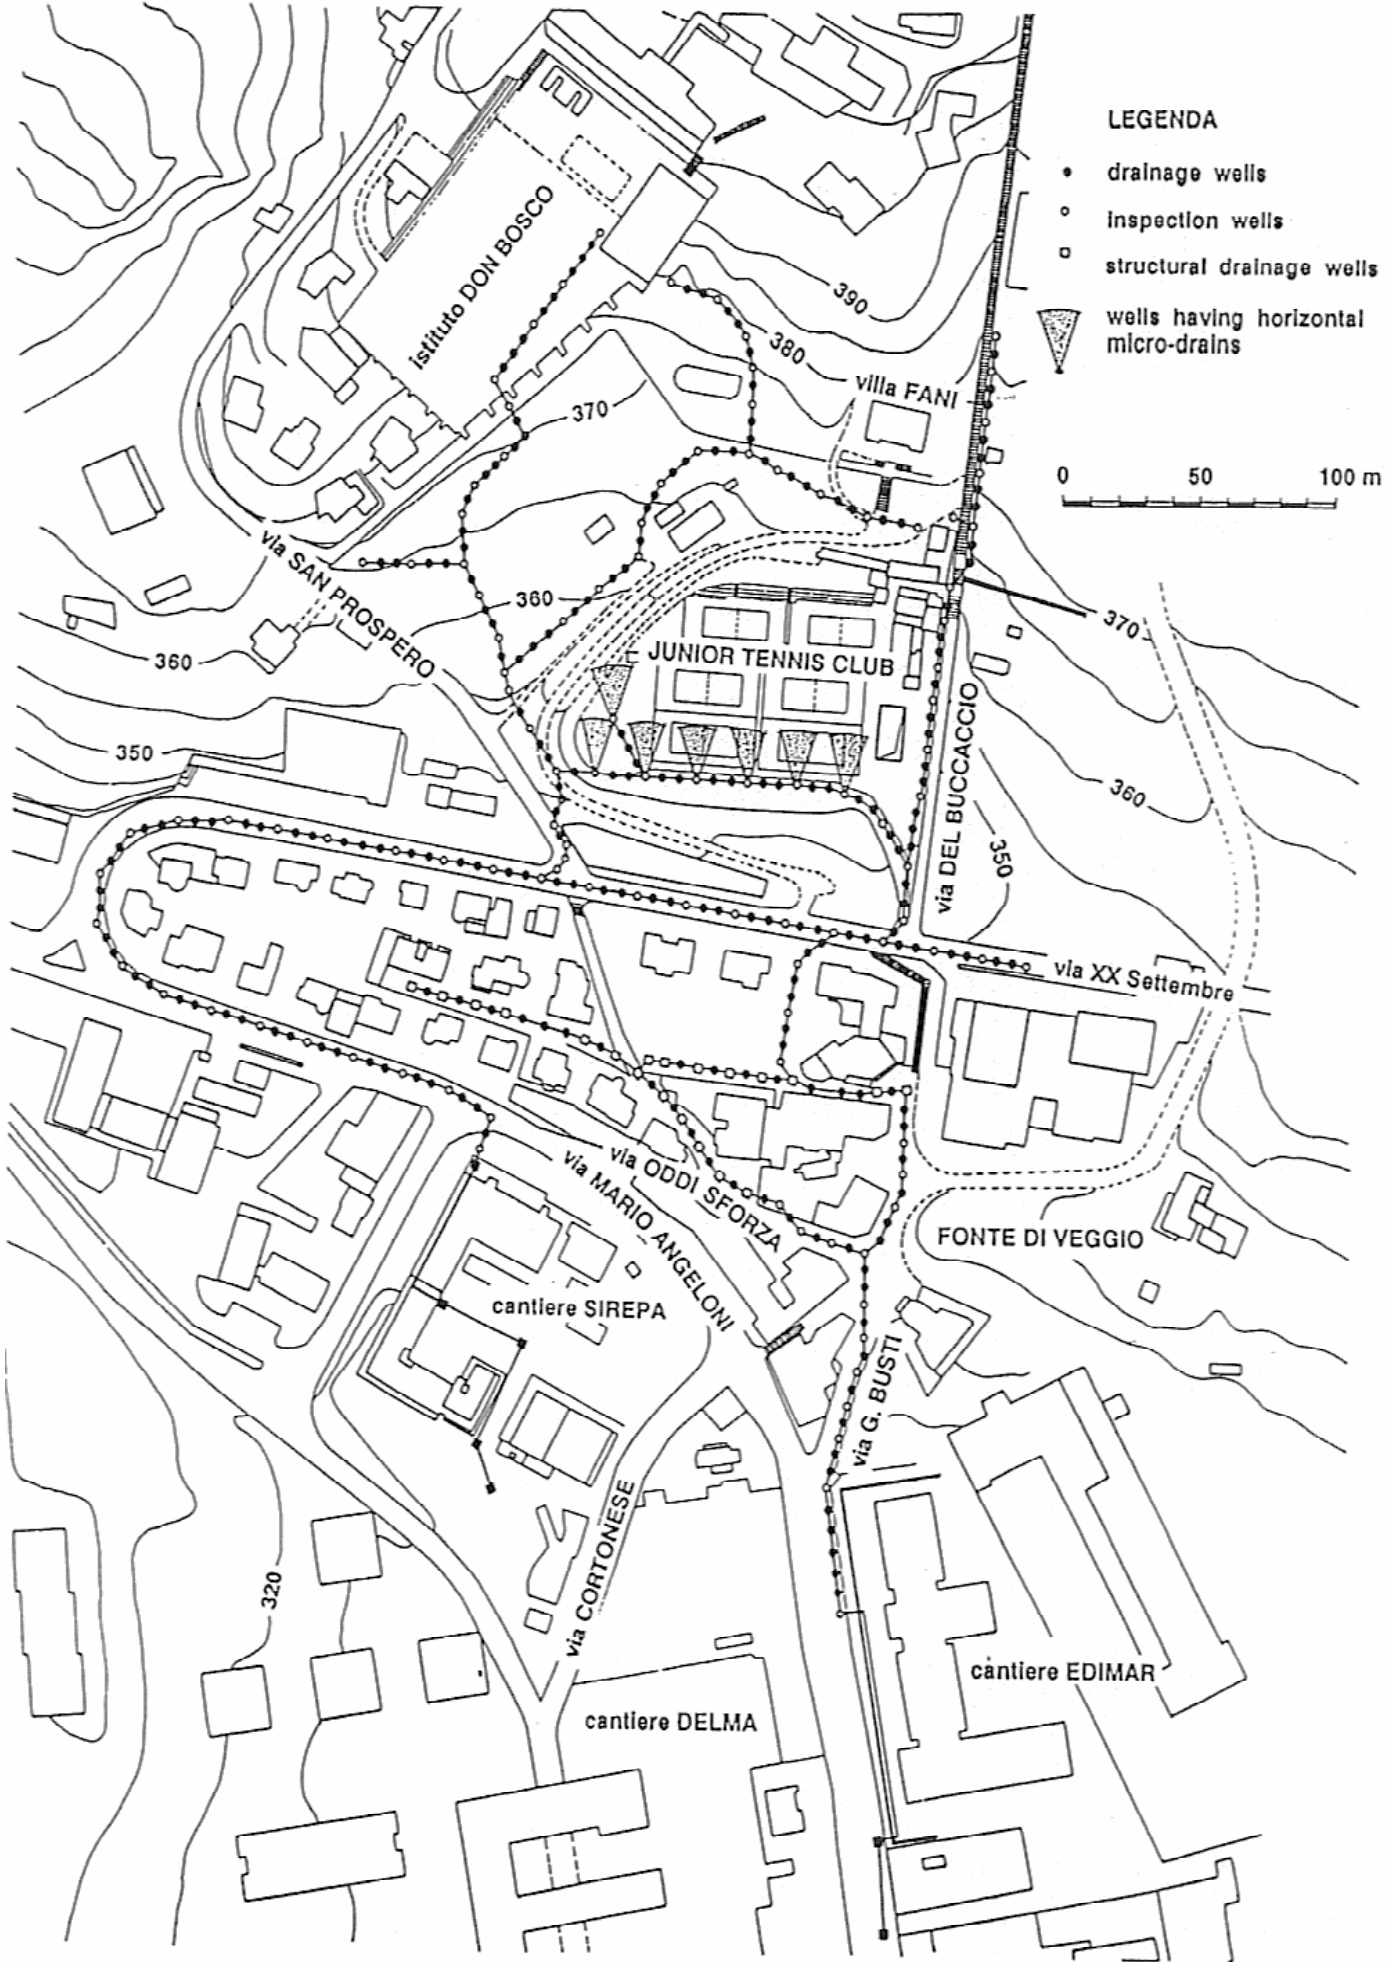 LEGENDA
drainage wells
inspection wells
structural drainage wells
wells having horizontal
micro-drains
istituto DON BOSCO
390
380
villa FANI
370
0 50 100 m
via SAN PROSPERO
360
370
360
JUNIOR TENNIS CLUB
via DEL BUCCACCIO
350
360
350
via XX Settembre
via ODDI SFORZA
via MARIO ANGELONI
FONTE DI VEGGIO
cantiere SIREPA
via G. BUSTI
via CORTONESE
320
cantiere EDIMAR
cantiere DELMA